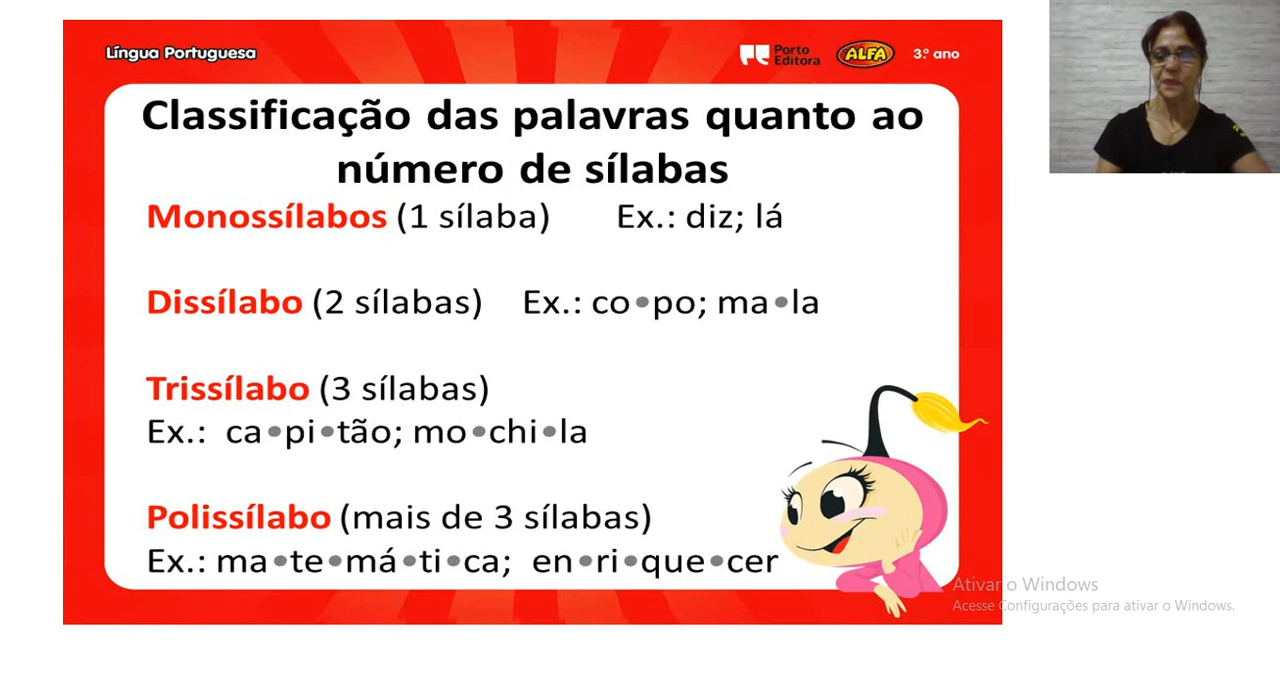 Língua Portuguesa
Porto
Editora
ALFA
3.º ano
Classificação das palavras quanto ao
número de sílabas
Monossílabos (1 sílaba) Ex.: diz; lá
Dissílabo (2 sílabas) Ex.: co•po; ma•la
Trissílabo (3 sílabas)
Ex.: ca•pi•tão; mo•chi•la
Polissílabo (mais de 3 sílabas)
Ex.: ma•te•má•ti•ca; en•ri•que•cer
Ativar o Windows
Acesse Configurações para ativar o Windows.